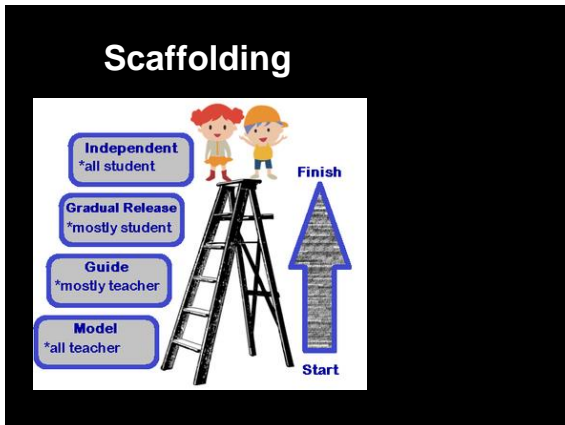 Scaffolding
Independent
*all student
Finish
Gradual Release
*mostly student
Guide
*mostly teacher
Model
*all teacher
Start